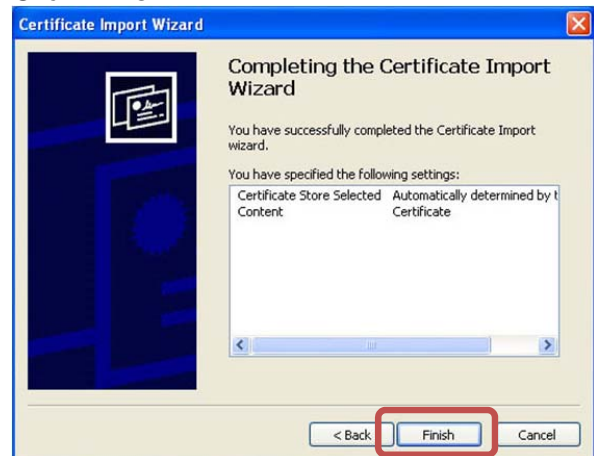 Certificate Import Wizard
Completing the Certificate Import
Wizard
You have successfully completed the Certificate Import
wizard.
You have specified the following settings:
Certificate Store Selected Automatically determined by t
Content Certificate
< Back Finish Cancel